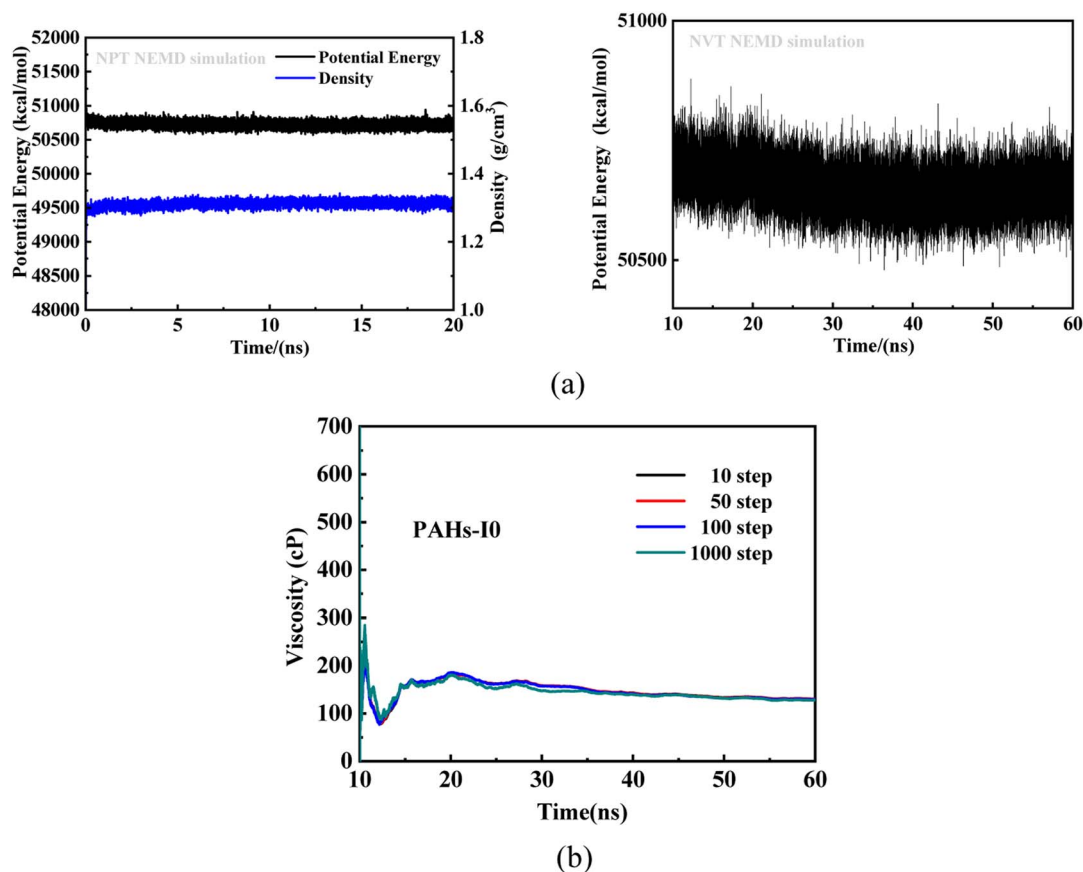 NPT NEMD simulation
Potential Energy
Density
Potential Energy (kcal/mol)
52000
51500
51000
50500
50000
49500
49000
48500
48000
1.8
1.6
1.4
1.2
1.0
Density (g/cm³)
0 5 10 15 20
Time/(ns)
NVT NEMD simulation
Potential Energy (kcal/mol)
51000
50500
10 20 30 40 50 60
Time/(ns)
(a)
Viscosity (cP)
700
600
500
400
300
200
100
0
PAHs-I0
10 step
50 step
100 step
1000 step
10 20 30 40 50 60
Time(ns)
(b)